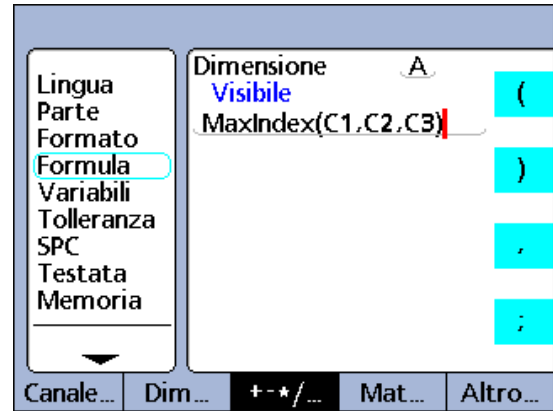 Lingua
Parte
Formato
Formula
Variabili
Tolleranza
SPC
Testata
Memoria
Dimensione A
Visibile
MaxIndex(C1,C2,C3)
(
)
,
;
Canale... Dim... +-*/... Mat... Altro...